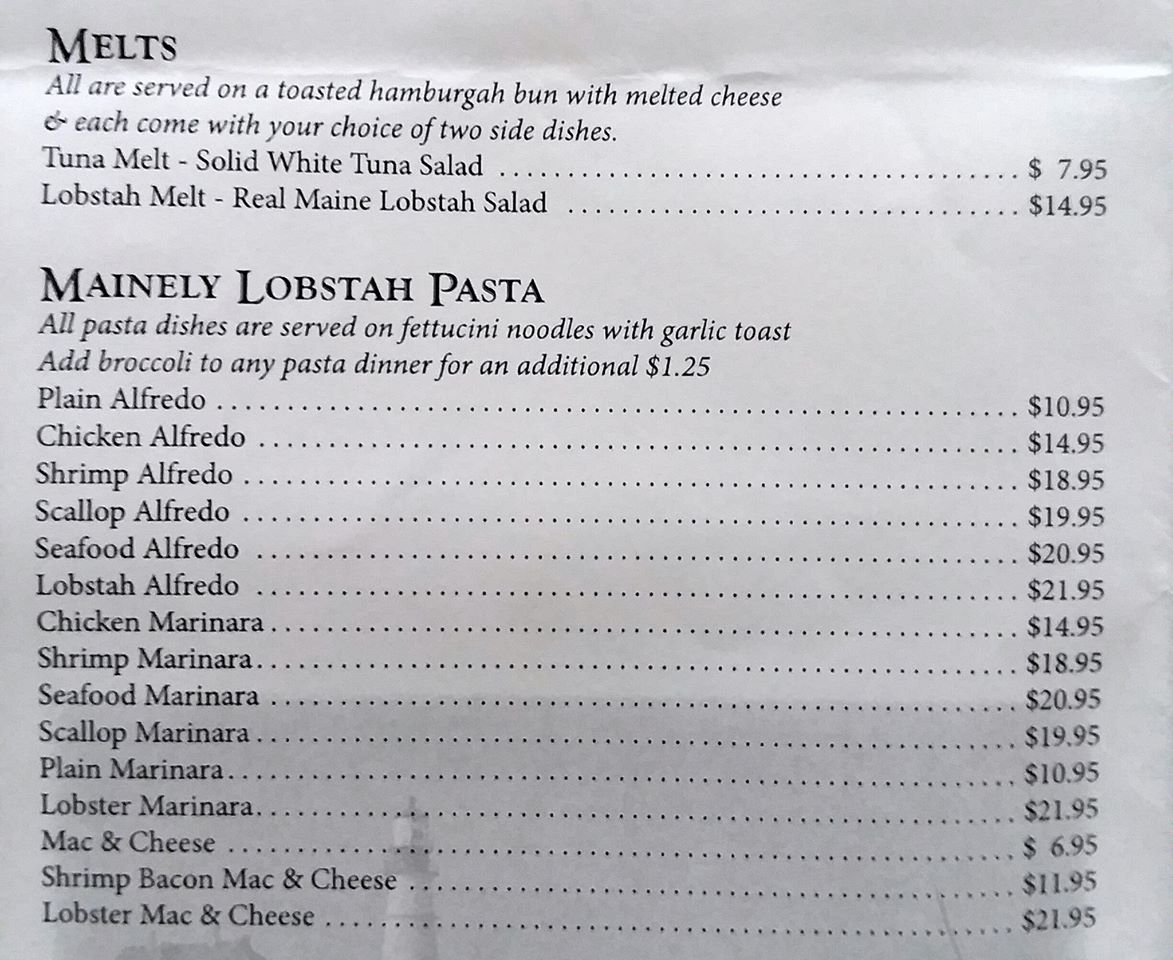 MELTS
All are served on a toasted hamburgah bun with melted cheese
& each come with your choice of two side dishes.
Tuna Melt - Solid White Tuna Salad ........................................ $ 7.95
Lobstah Melt - Real Maine Lobstah Salad ................................... $14.95
MAINELY LOBSTAH PASTA
All pasta dishes are served on fettucini noodles with garlic toast
Add broccoli to any pasta dinner for an additional $1.25
Plain Alfredo ............................................................. $10.95
Chicken Alfredo ........................................................... $14.95
Shrimp Alfredo ............................................................ $18.95
Scallop Alfredo ........................................................... $19.95
Seafood Alfredo ........................................................... $20.95
Lobstah Alfredo ........................................................... $21.95
Chicken Marinara .......................................................... $14.95
Shrimp Marinara ........................................................... $18.95
Seafood Marinara .......................................................... $20.95
Scallop Marinara .......................................................... $19.95
Plain Marinara ............................................................ $10.95
Lobster Marinara .......................................................... $21.95
Mac & Cheese .............................................................. $ 6.95
Shrimp Bacon Mac & Cheese ................................................. $11.95
Lobster Mac & Cheese ...................................................... $21.95